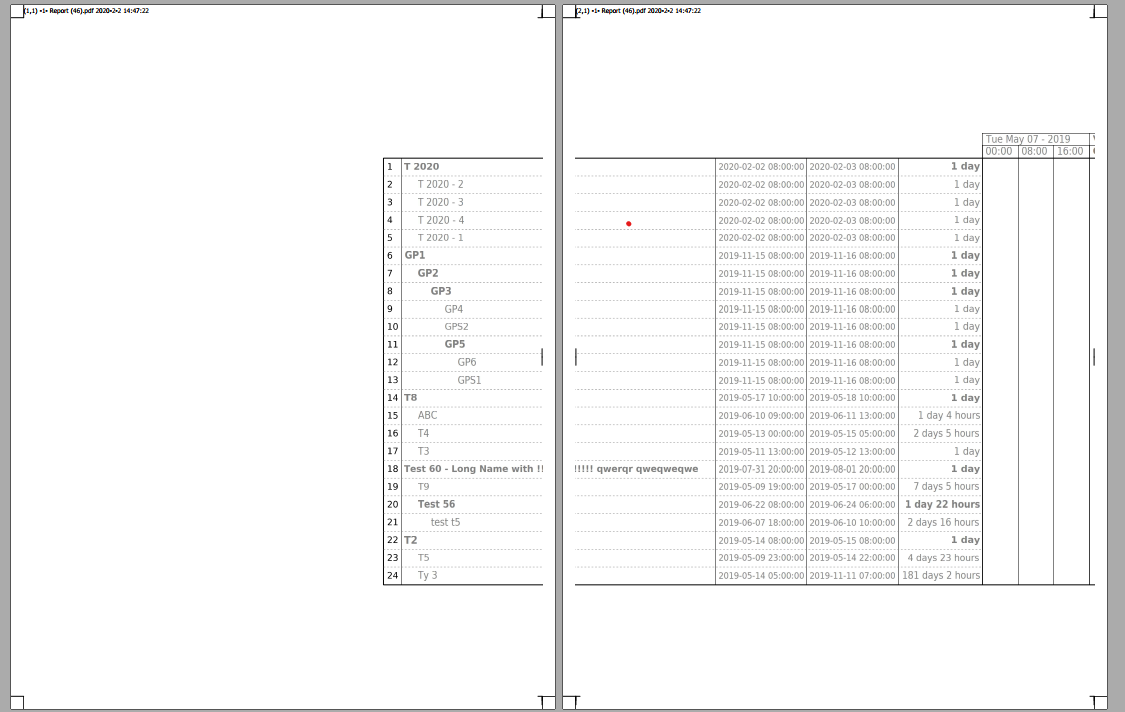 (1,1) •1• Report (46).pdf 2020•2•2 14:47:22
(2,1) •1• Report (46).pdf 2020•2•2 14:47:22
Tue May 07 - 2019
00:00 08:00 16:00
1 T 2020 2020-02-02 08:00:00 2020-02-03 08:00:00 1 day
2 T 2020 - 2 2020-02-02 08:00:00 2020-02-03 08:00:00 1 day
3 T 2020 - 3 2020-02-02 08:00:00 2020-02-03 08:00:00 1 day
4 T 2020 - 4 2020-02-02 08:00:00 2020-02-03 08:00:00 1 day
5 T 2020 - 1 2020-02-02 08:00:00 2020-02-03 08:00:00 1 day
6 GP1 2019-11-15 08:00:00 2019-11-16 08:00:00 1 day
7 GP2 2019-11-15 08:00:00 2019-11-16 08:00:00 1 day
8 GP3 2019-11-15 08:00:00 2019-11-16 08:00:00 1 day
9 GP4 2019-11-15 08:00:00 2019-11-16 08:00:00 1 day
10 GPS2 2019-11-15 08:00:00 2019-11-16 08:00:00 1 day
11 GP5 2019-11-15 08:00:00 2019-11-16 08:00:00 1 day
12 GP6 2019-11-15 08:00:00 2019-11-16 08:00:00 1 day
13 GPS1 2019-11-15 08:00:00 2019-11-16 08:00:00 1 day
14 T8 2019-05-17 10:00:00 2019-05-18 10:00:00 1 day
15 ABC 2019-06-10 09:00:00 2019-06-11 13:00:00 1 day 4 hours
16 T4 2019-05-13 00:00:00 2019-05-15 05:00:00 2 days 5 hours
17 T3 2019-05-11 13:00:00 2019-05-12 13:00:00 1 day
18 Test 60 - Long Name with !! !!!!! qwerqr qweqweqwe 2019-07-31 20:00:00 2019-08-01 20:00:00 1 day
19 T9 2019-05-09 19:00:00 2019-05-17 00:00:00 7 days 5 hours
20 Test 56 2019-06-22 08:00:00 2019-06-24 06:00:00 1 day 22 hours
21 test t5 2019-06-07 18:00:00 2019-06-10 10:00:00 2 days 16 hours
22 T2 2019-05-14 08:00:00 2019-05-15 08:00:00 1 day
23 T5 2019-05-09 23:00:00 2019-05-14 22:00:00 4 days 23 hours
24 Ty 3 2019-05-14 05:00:00 2019-11-11 07:00:00 181 days 2 hours